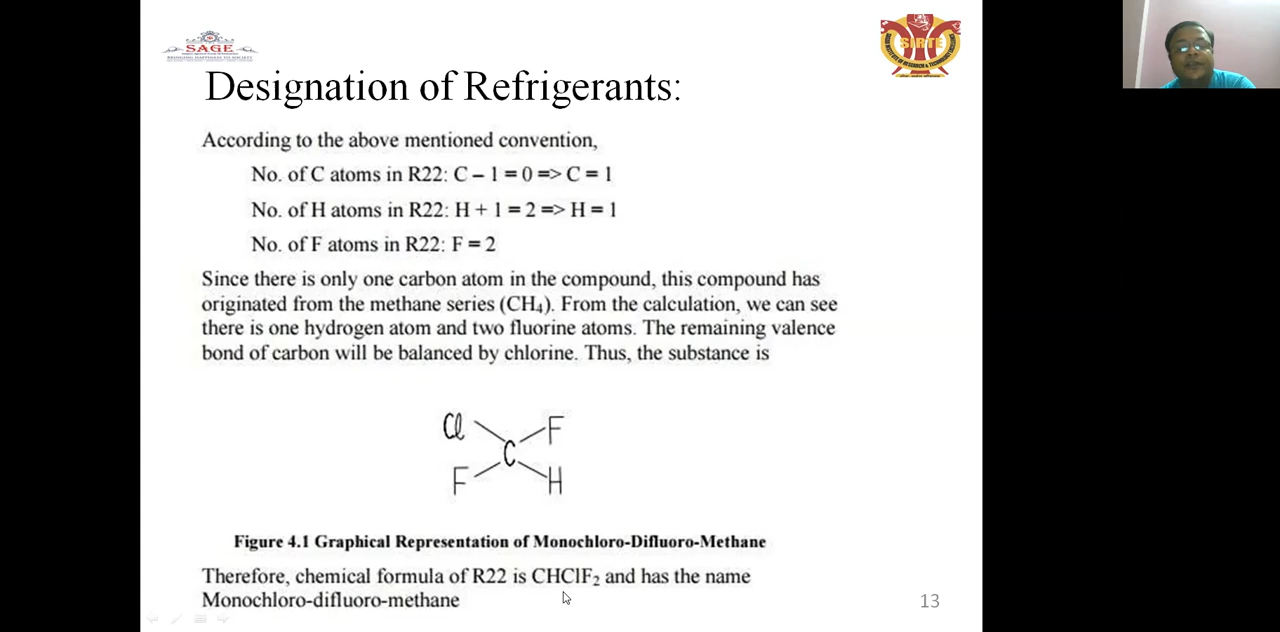 SAGE
BRINGING HAPPINESS TO SOCIETY
SIRTE
Designation of Refrigerants:
According to the above mentioned convention,
No. of C atoms in R22: C – 1 = 0 => C = 1
No. of H atoms in R22: H + 1 = 2 => H = 1
No. of F atoms in R22: F = 2
Since there is only one carbon atom in the compound, this compound has
originated from the methane series (CH₄). From the calculation, we can see
there is one hydrogen atom and two fluorine atoms. The remaining valence
bond of carbon will be balanced by chlorine. Thus, the substance is
Cl F
C
F H
Figure 4.1 Graphical Representation of Monochloro-Difluoro-Methane
Therefore, chemical formula of R22 is CHClF₂ and has the name
Monochloro-difluoro-methane
13